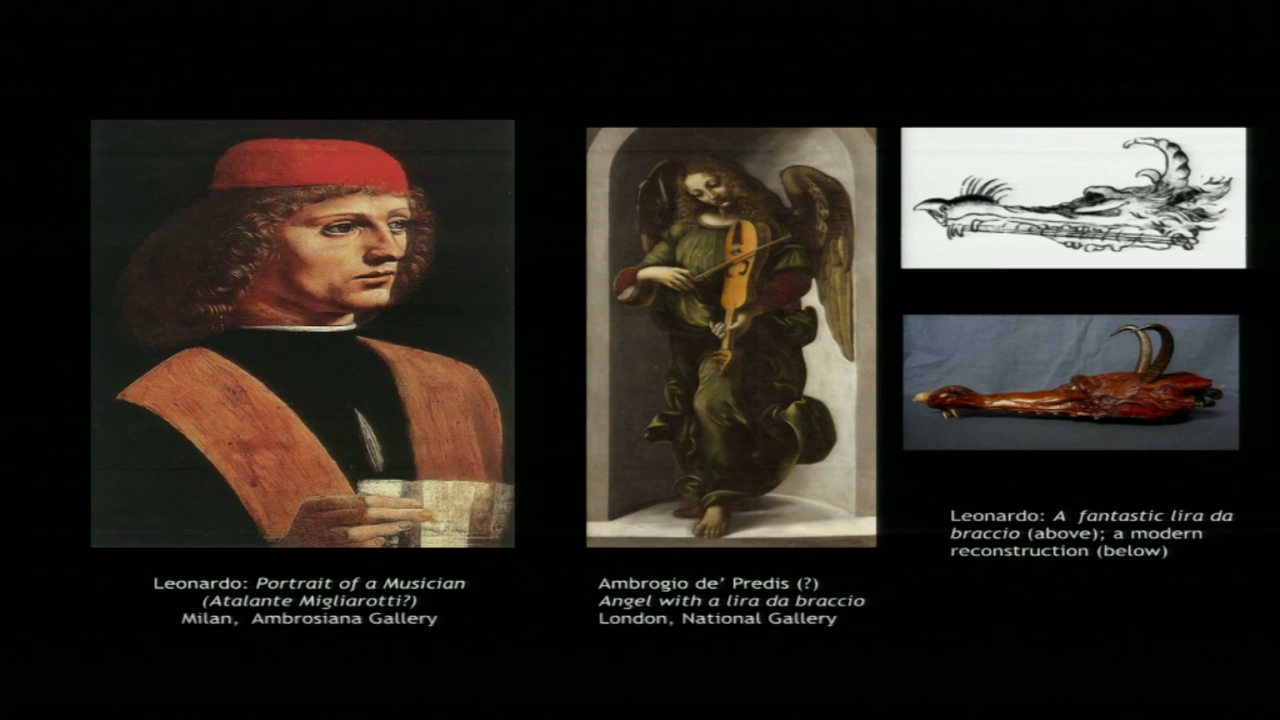 Leonardo: Portrait of a Musician
(Atalante Migliarotti?)
Milan, Ambrosiana Gallery
Ambrogio de' Predis (?)
Angel with a lira da braccio
London, National Gallery
Leonardo: A fantastic lira da
braccio (above); a modern
reconstruction (below)